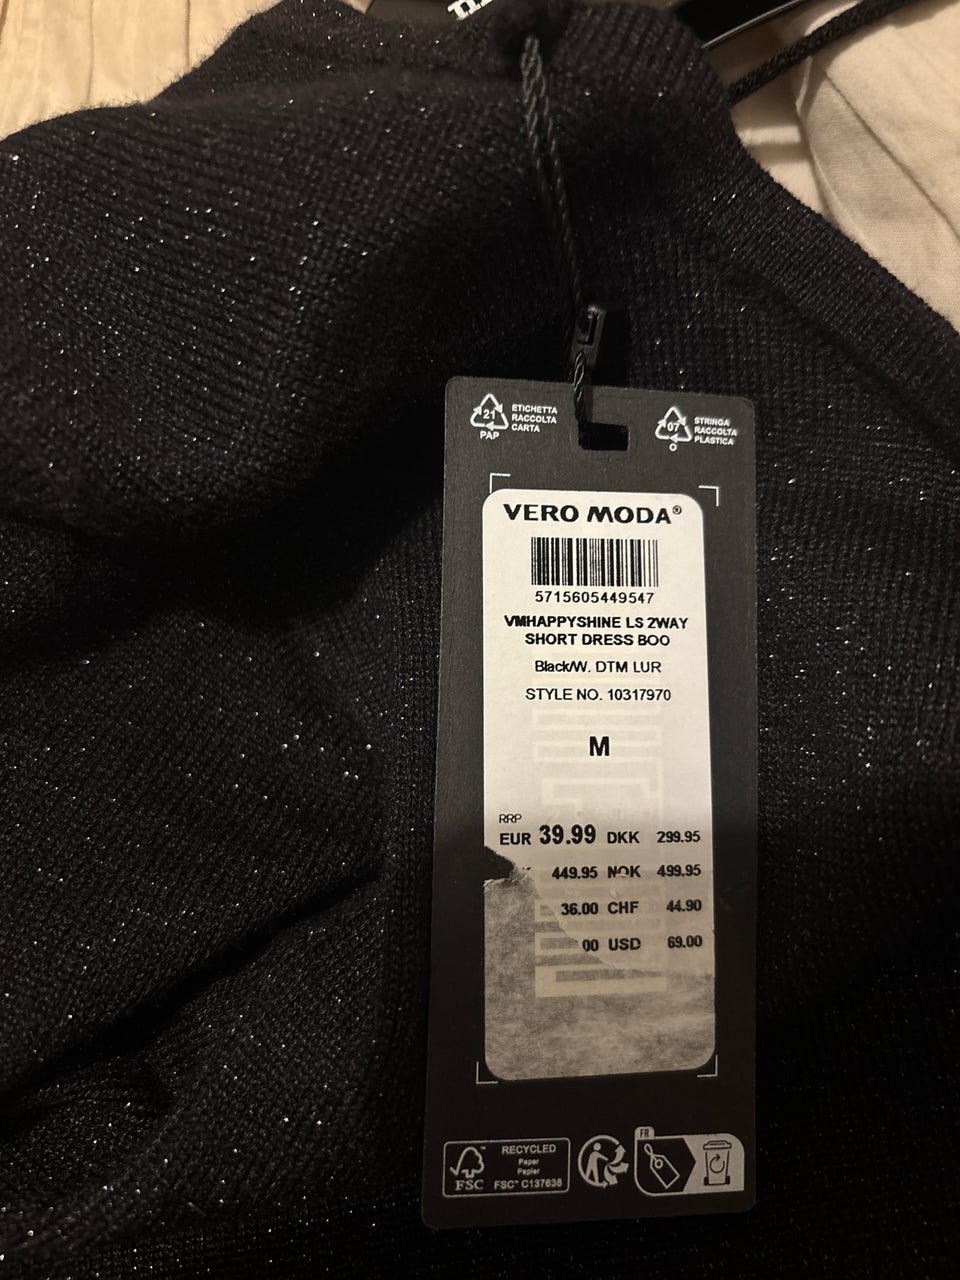 21
PAP
ETICHETTA
RACCOLTA
CARTA
07
O
STRINGA
RACCOLTA
PLASTICA
VERO MODA®
5715605449547
VMHAPPYSHINE LS 2WAY
SHORT DRESS BOO
Black/W. DTM LUR
STYLE NO. 10317970
M
RRP
EUR 39.99 DKK 299.95
449.95 NOK 499.95
36.00 CHF 44.90
00 USD 69.00
FSC
RECYCLED
Paper
Papier
FSC® C137638
FR